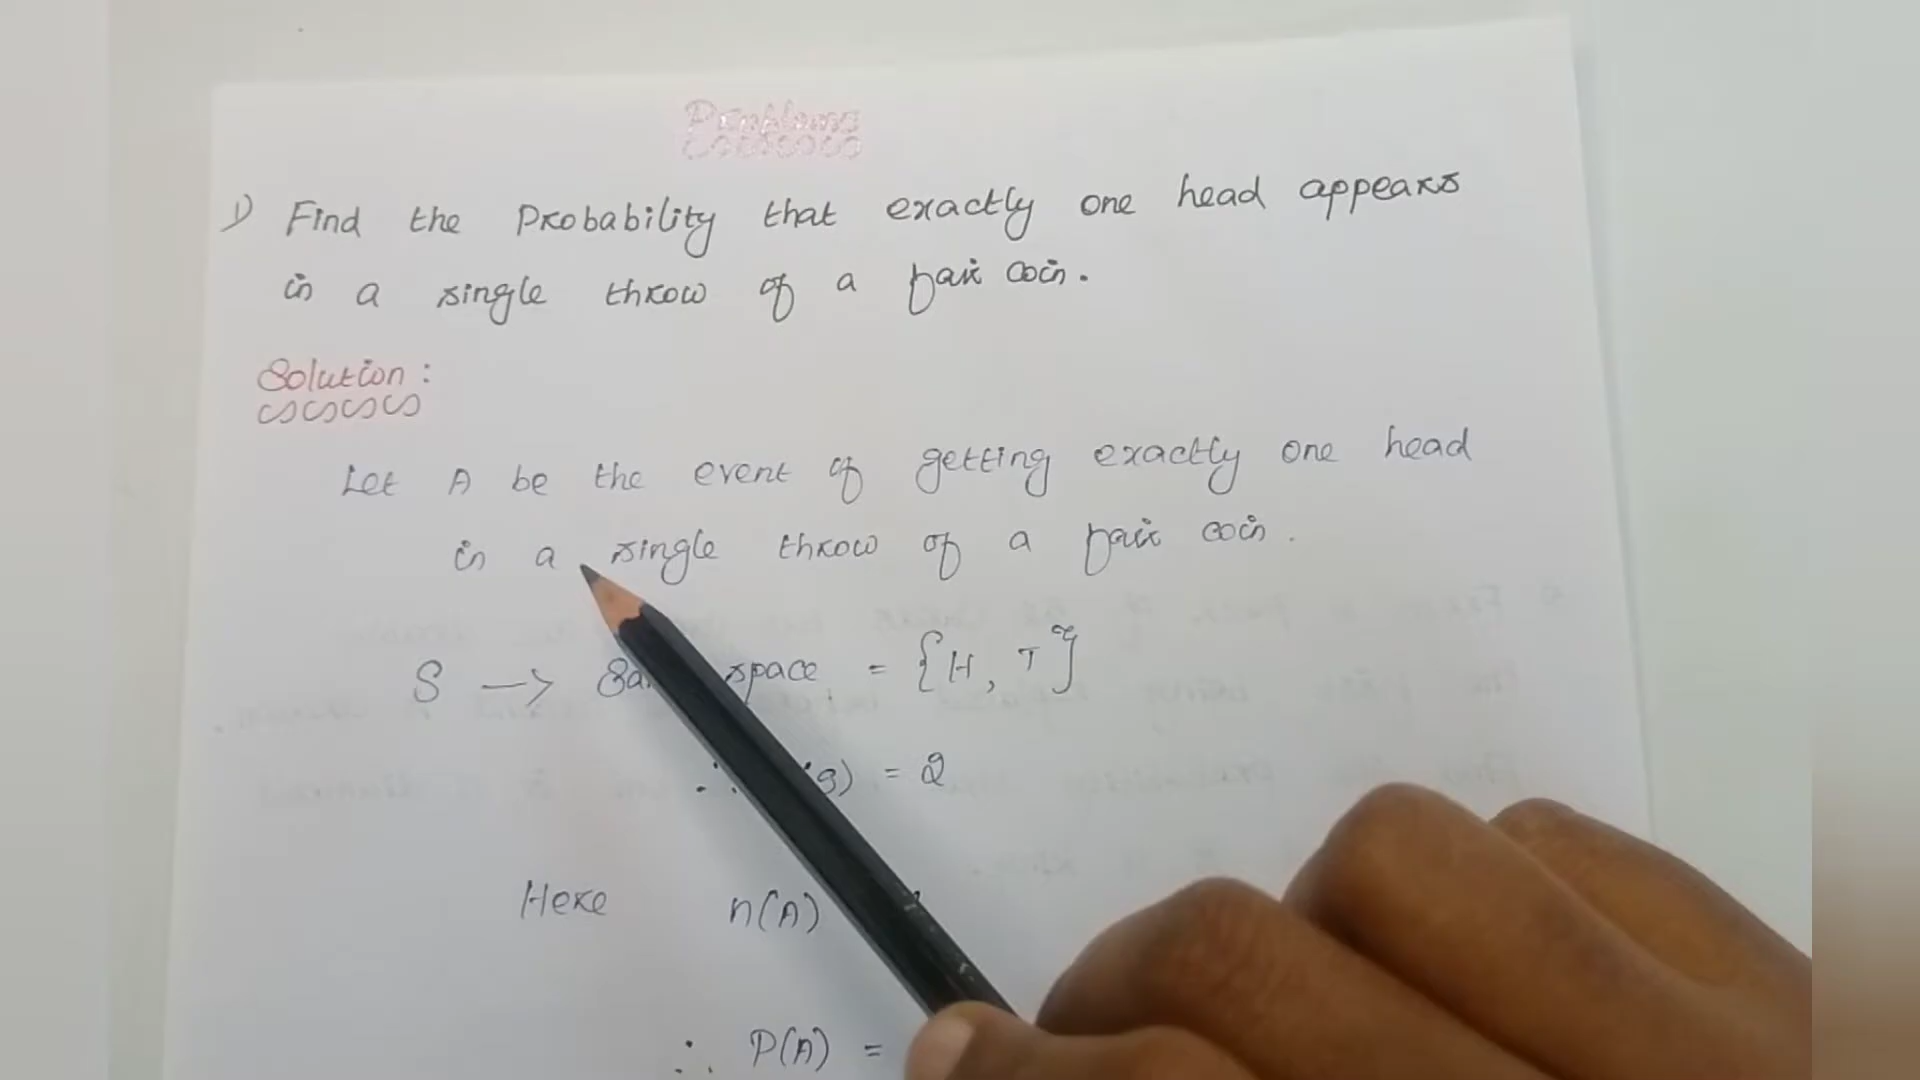 Problems
1) Find the Probability that exactly one head appears
in a single throw of a fair coin.
Solution:
Let A be the event of getting exactly one head
in a single throw of a fair coin.
S → space = {H, T}
∴ (S) = 2
Here n(A)
∴ P(A) =